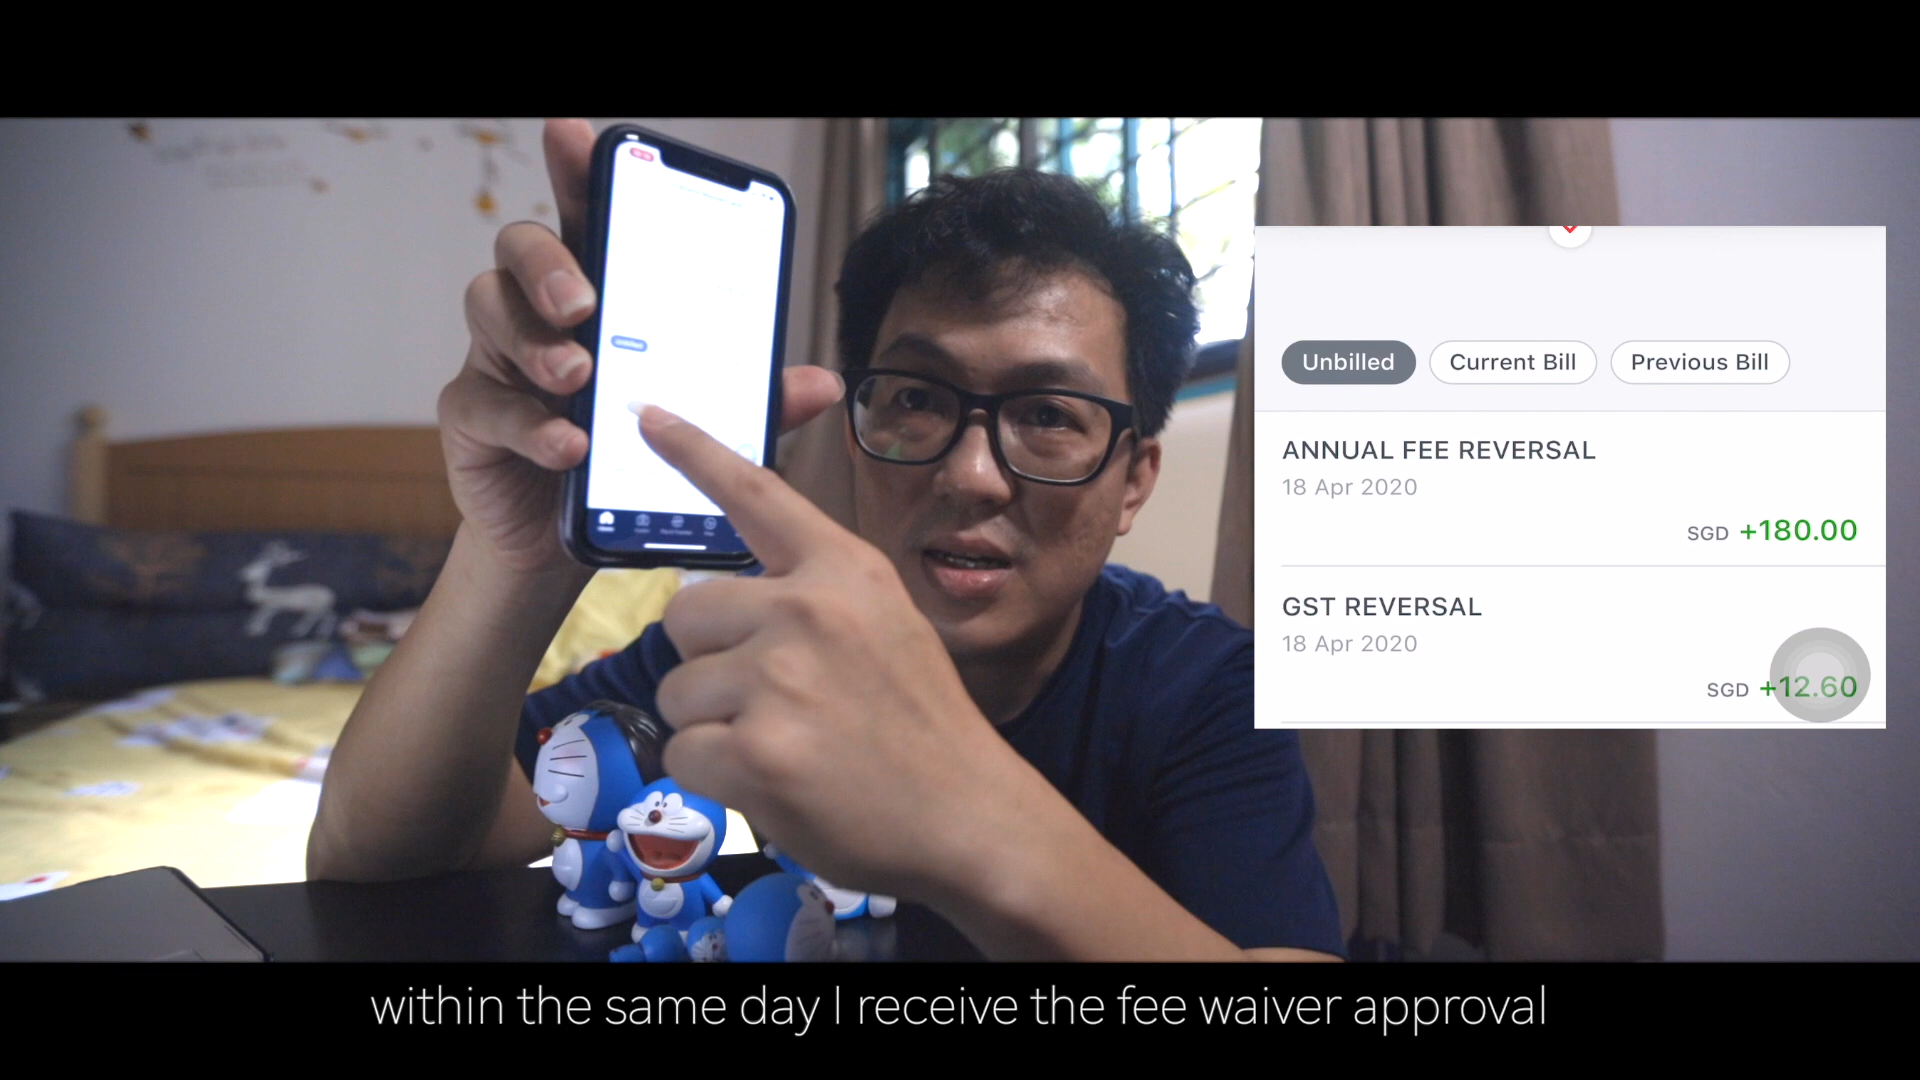 Unbilled Current Bill Previous Bill
ANNUAL FEE REVERSAL
18 Apr 2020
SGD +180.00
GST REVERSAL
18 Apr 2020
SGD +12.60
within the same day I receive the fee waiver approval